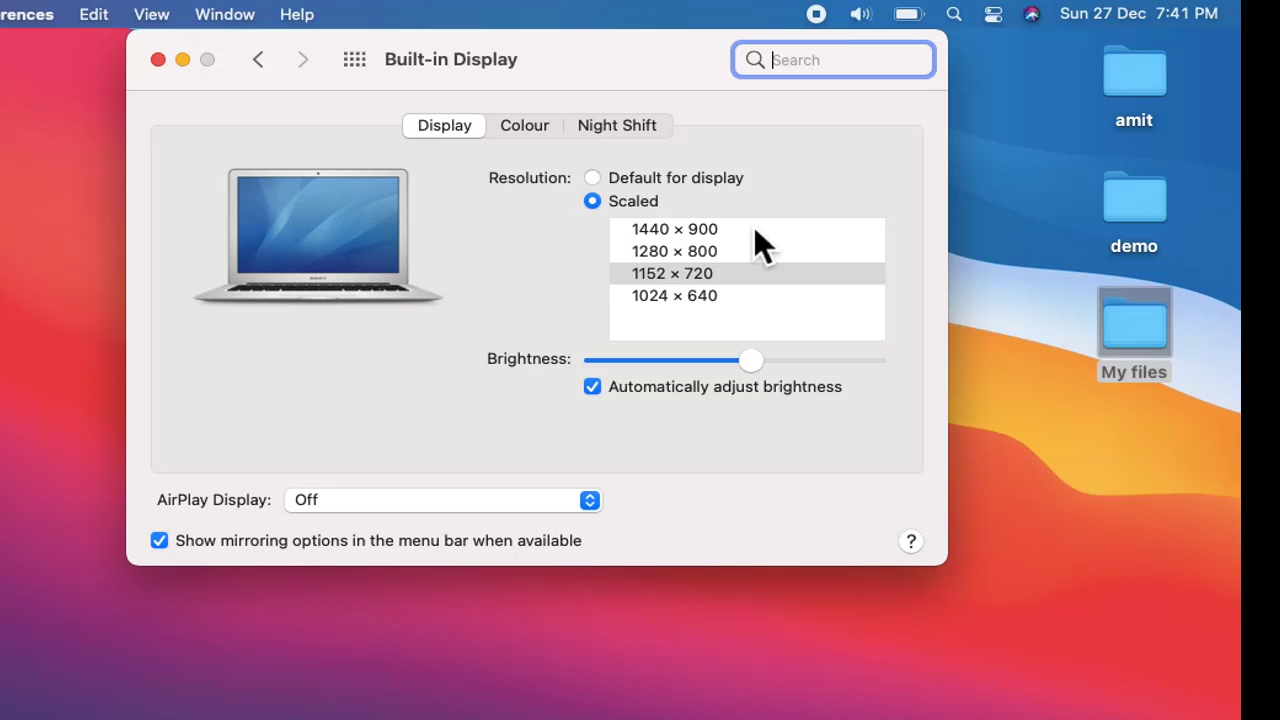 rences Edit View Window Help Sun 27 Dec 7:41 PM
Built-in Display
Search
amit
Display Colour Night Shift
Resolution: Default for display
Scaled
1440 × 900
1280 × 800
demo
1152 × 720
1024 × 640
Brightness:
My files
Automatically adjust brightness
AirPlay Display: Off
Show mirroring options in the menu bar when available
?